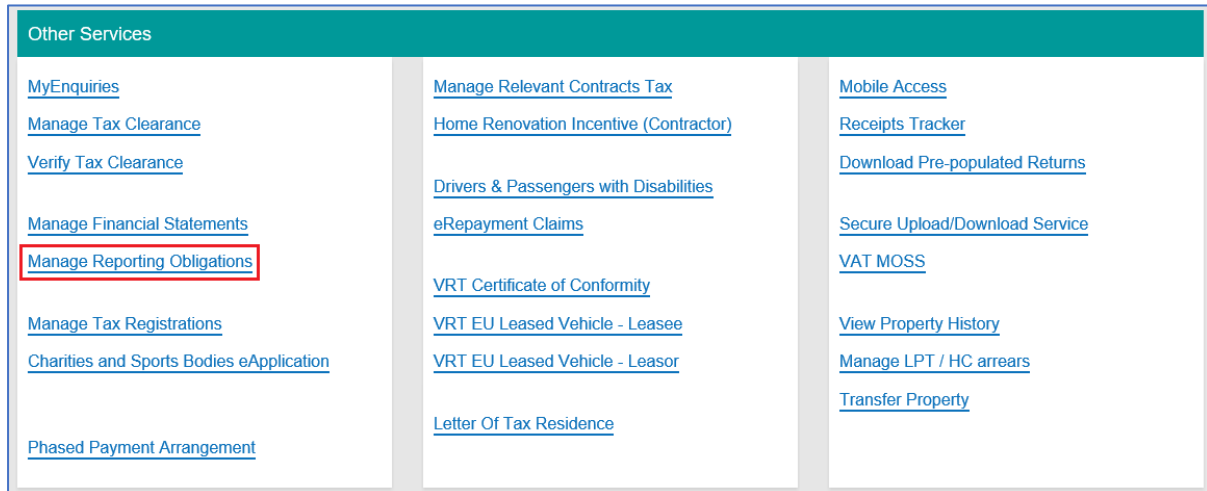 Other Services
MyEnquiries
Manage Tax Clearance
Verify Tax Clearance
Manage Financial Statements
Manage Reporting Obligations
Manage Tax Registrations
Charities and Sports Bodies eApplication
Phased Payment Arrangement
Manage Relevant Contracts Tax
Home Renovation Incentive (Contractor)
Drivers & Passengers with Disabilities
eRepayment Claims
VRT Certificate of Conformity
VRT EU Leased Vehicle - Leasee
VRT EU Leased Vehicle - Leasor
Letter Of Tax Residence
Mobile Access
Receipts Tracker
Download Pre-populated Returns
Secure Upload/Download Service
VAT MOSS
View Property History
Manage LPT / HC arrears
Transfer Property